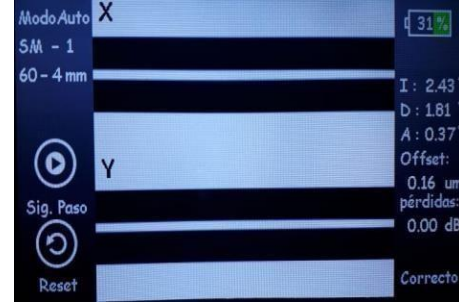 Modo Auto
SM - 1
60 - 4 mm
Sig. Paso
Reset
X
Y
31%
I : 2.43
D : 1.81
A : 0.37
Offset:
0.16 um
pérdidas:
0.00 dB
Correcto